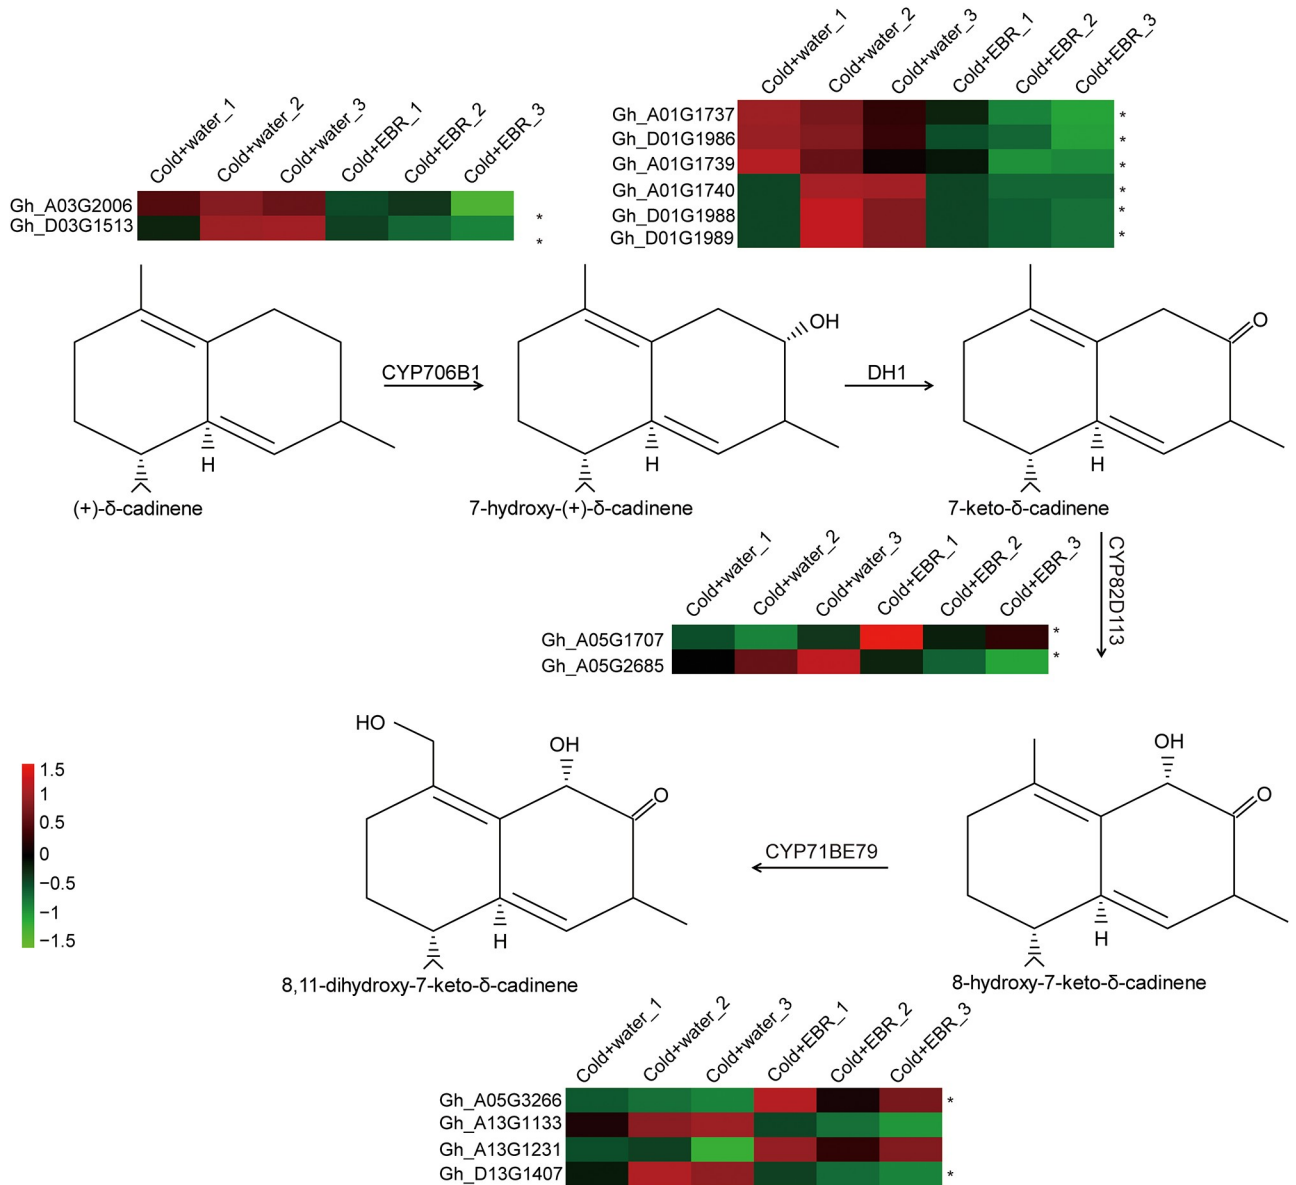 Cold+water_1
Cold+water_2
Cold+water_3
Cold+EBR_1
Cold+EBR_2
Cold+EBR_3
Gh_A03G2006
Gh_D03G1513
*
*
Cold+water_1
Cold+water_2
Cold+water_3
Cold+EBR_1
Cold+EBR_2
Cold+EBR_3
Gh_A01G1737 *
Gh_D01G1986 *
Gh_A01G1739 *
Gh_A01G1740 *
Gh_D01G1988 *
Gh_D01G1989 *
H
(+)-δ-cadinene
CYP706B1
OH
H
7-hydroxy-(+)-δ-cadinene
DH1
O
H
7-keto-δ-cadinene
CYP82D113
Cold+water_1
Cold+water_2
Cold+water_3
Cold+EBR_1
Cold+EBR_2
Cold+EBR_3
Gh_A05G1707 *
Gh_A05G2685 *
OH
O
H
8-hydroxy-7-keto-δ-cadinene
CYP71BE79
HO
OH
O
H
8,11-dihydroxy-7-keto-δ-cadinene
1.5
1
0.5
0
−0.5
−1
−1.5
Cold+water_1
Cold+water_2
Cold+water_3
Cold+EBR_1
Cold+EBR_2
Cold+EBR_3
Gh_A05G3266 *
Gh_A13G1133
Gh_A13G1231
Gh_D13G1407 *